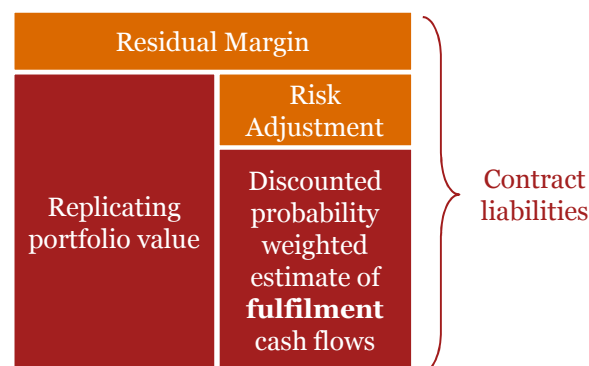 Residual Margin
Risk
Adjustment
Replicating
portfolio value
Discounted
probability
weighted
estimate of
fulfilment
cash flows
Contract
liabilities